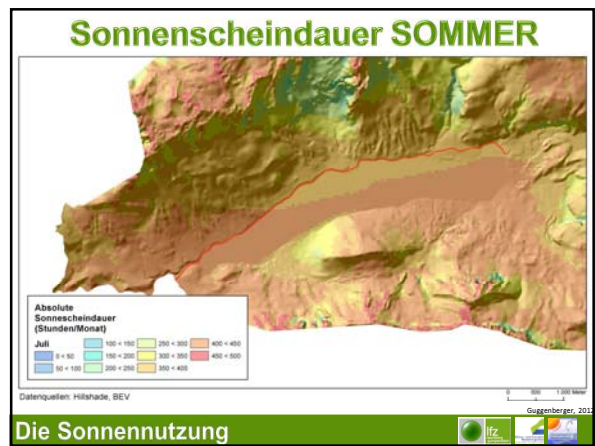 Sonnenscheindauer SOMMER
Absolute
Sonnescheindauer
(Stunden/Monat)
Juli
0 < 50
50 < 100
100 < 150
150 < 200
200 < 250
250 < 300
300 < 350
350 < 400
400 < 450
450 < 500
Datenquellen: Hillshade, BEV
0 500 1.000 Meter
Guggenberger, 2012
Die Sonnennutzung
lfz